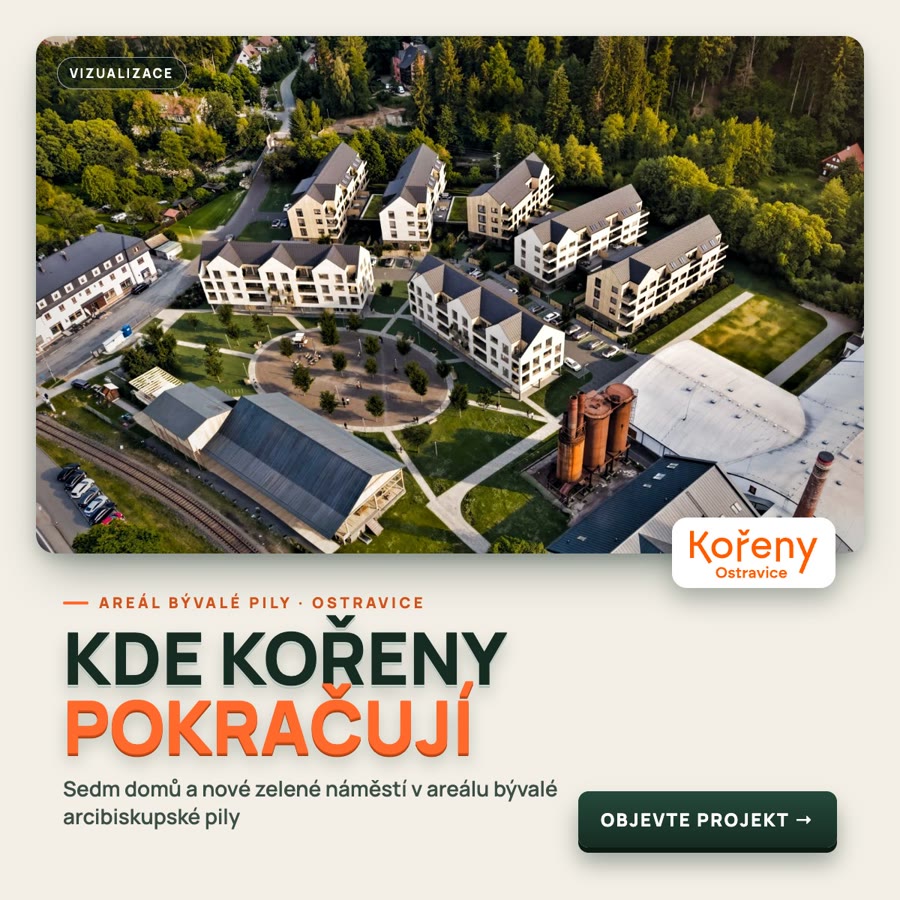 VIZUALIZACE
Kořeny
Ostravice
AREÁL BÝVALÉ PILY · OSTRAVICE
KDE KOŘENY
POKRAČUJÍ
Sedm domů a nové zelené náměstí v areálu bývalé
arcibiskupské pily
OBJEVTE PROJEKT →